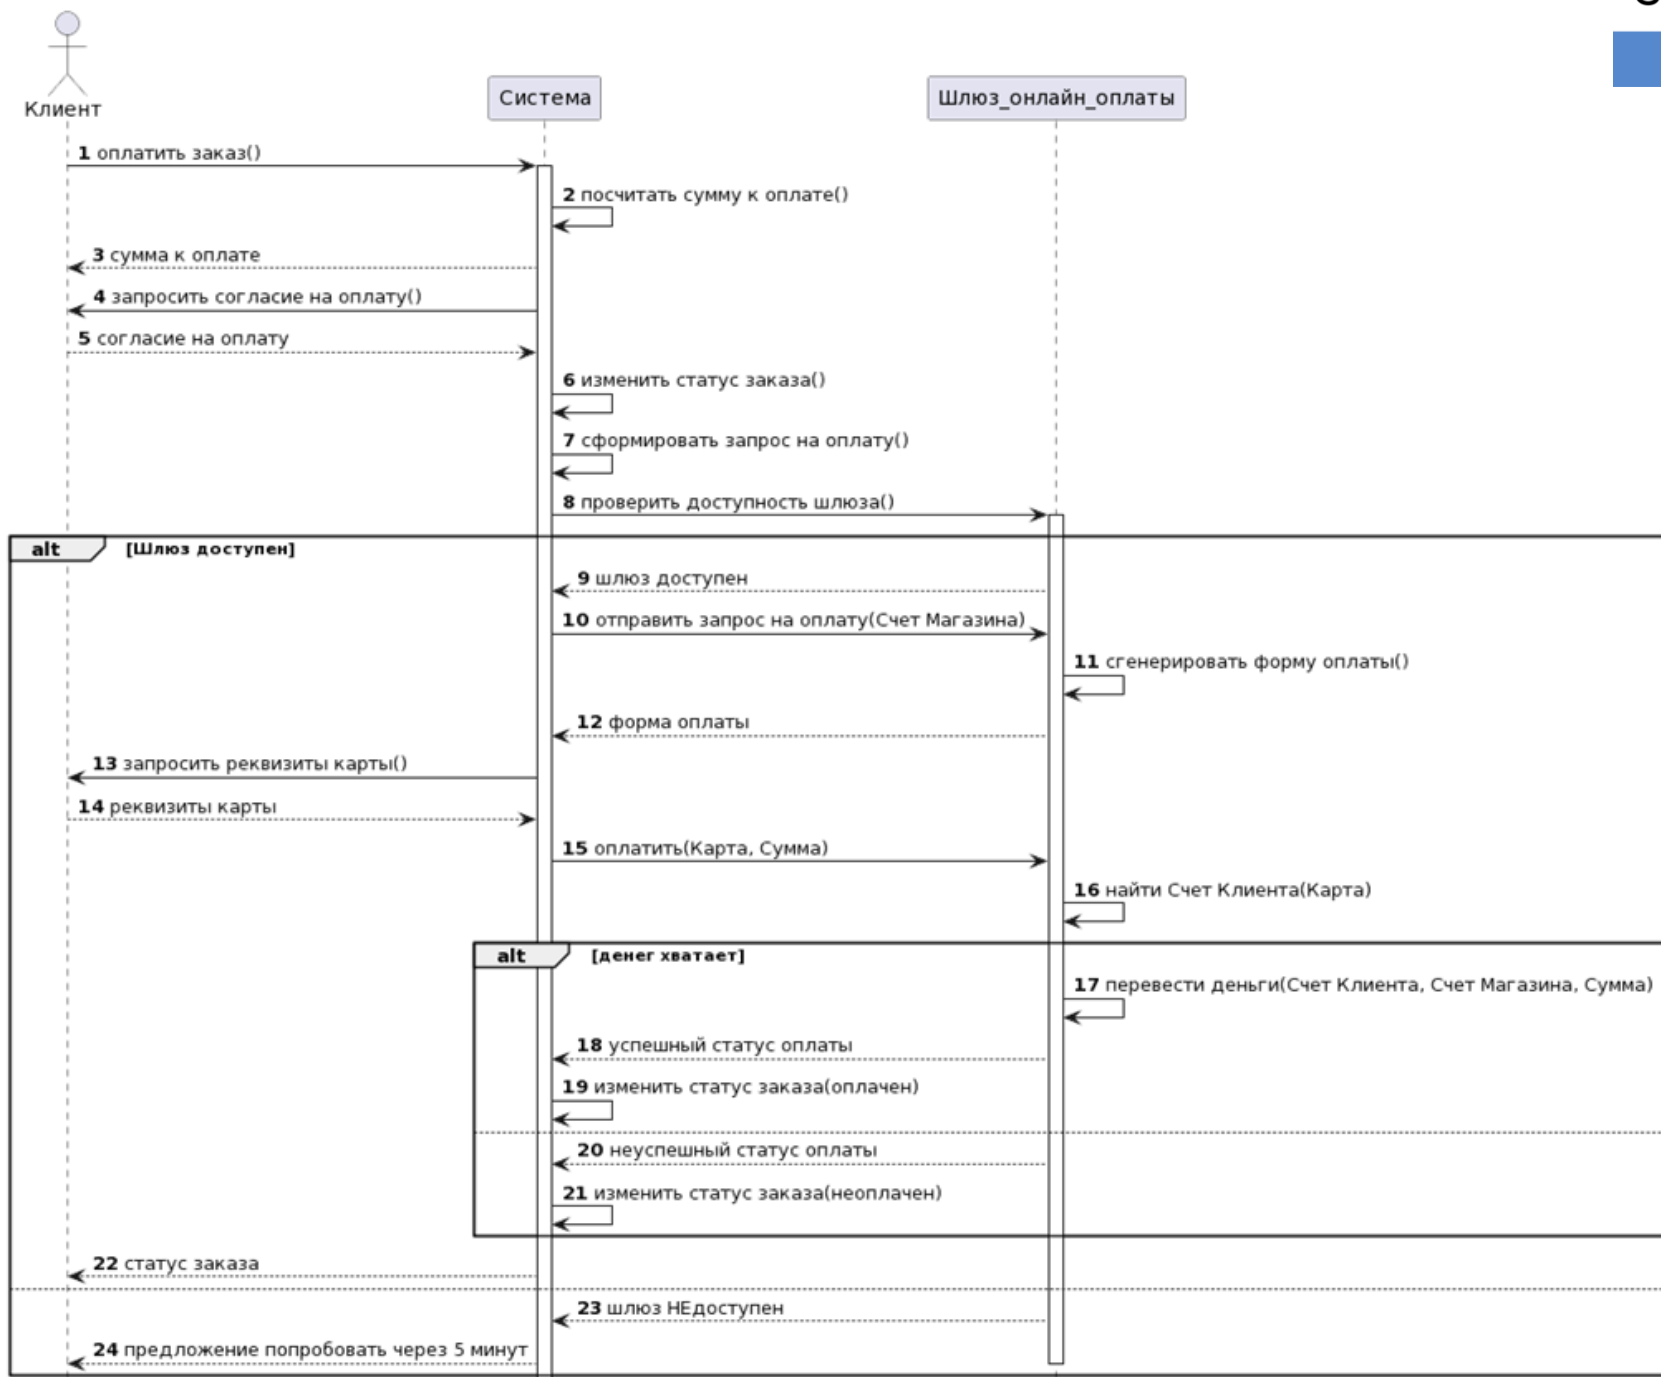 Клиент
Система
Шлюз_онлайн_оплаты
1 оплатить заказ()
2 посчитать сумму к оплате()
3 сумма к оплате
4 запросить согласие на оплату()
5 согласие на оплату
6 изменить статус заказа()
7 сформировать запрос на оплату()
8 проверить доступность шлюза()
alt [Шлюз доступен]
9 шлюз доступен
10 отправить запрос на оплату(Счет Магазина)
11 сгенерировать форму оплаты()
12 форма оплаты
13 запросить реквизиты карты()
14 реквизиты карты
15 оплатить(Карта, Сумма)
16 найти Счет Клиента(Карта)
alt [денег хватает]
17 перевести деньги(Счет Клиента, Счет Магазина, Сумма)
18 успешный статус оплаты
19 изменить статус заказа(оплачен)
20 неуспешный статус оплаты
21 изменить статус заказа(неоплачен)
22 статус заказа
23 шлюз НЕдоступен
24 предложение попробовать через 5 минут